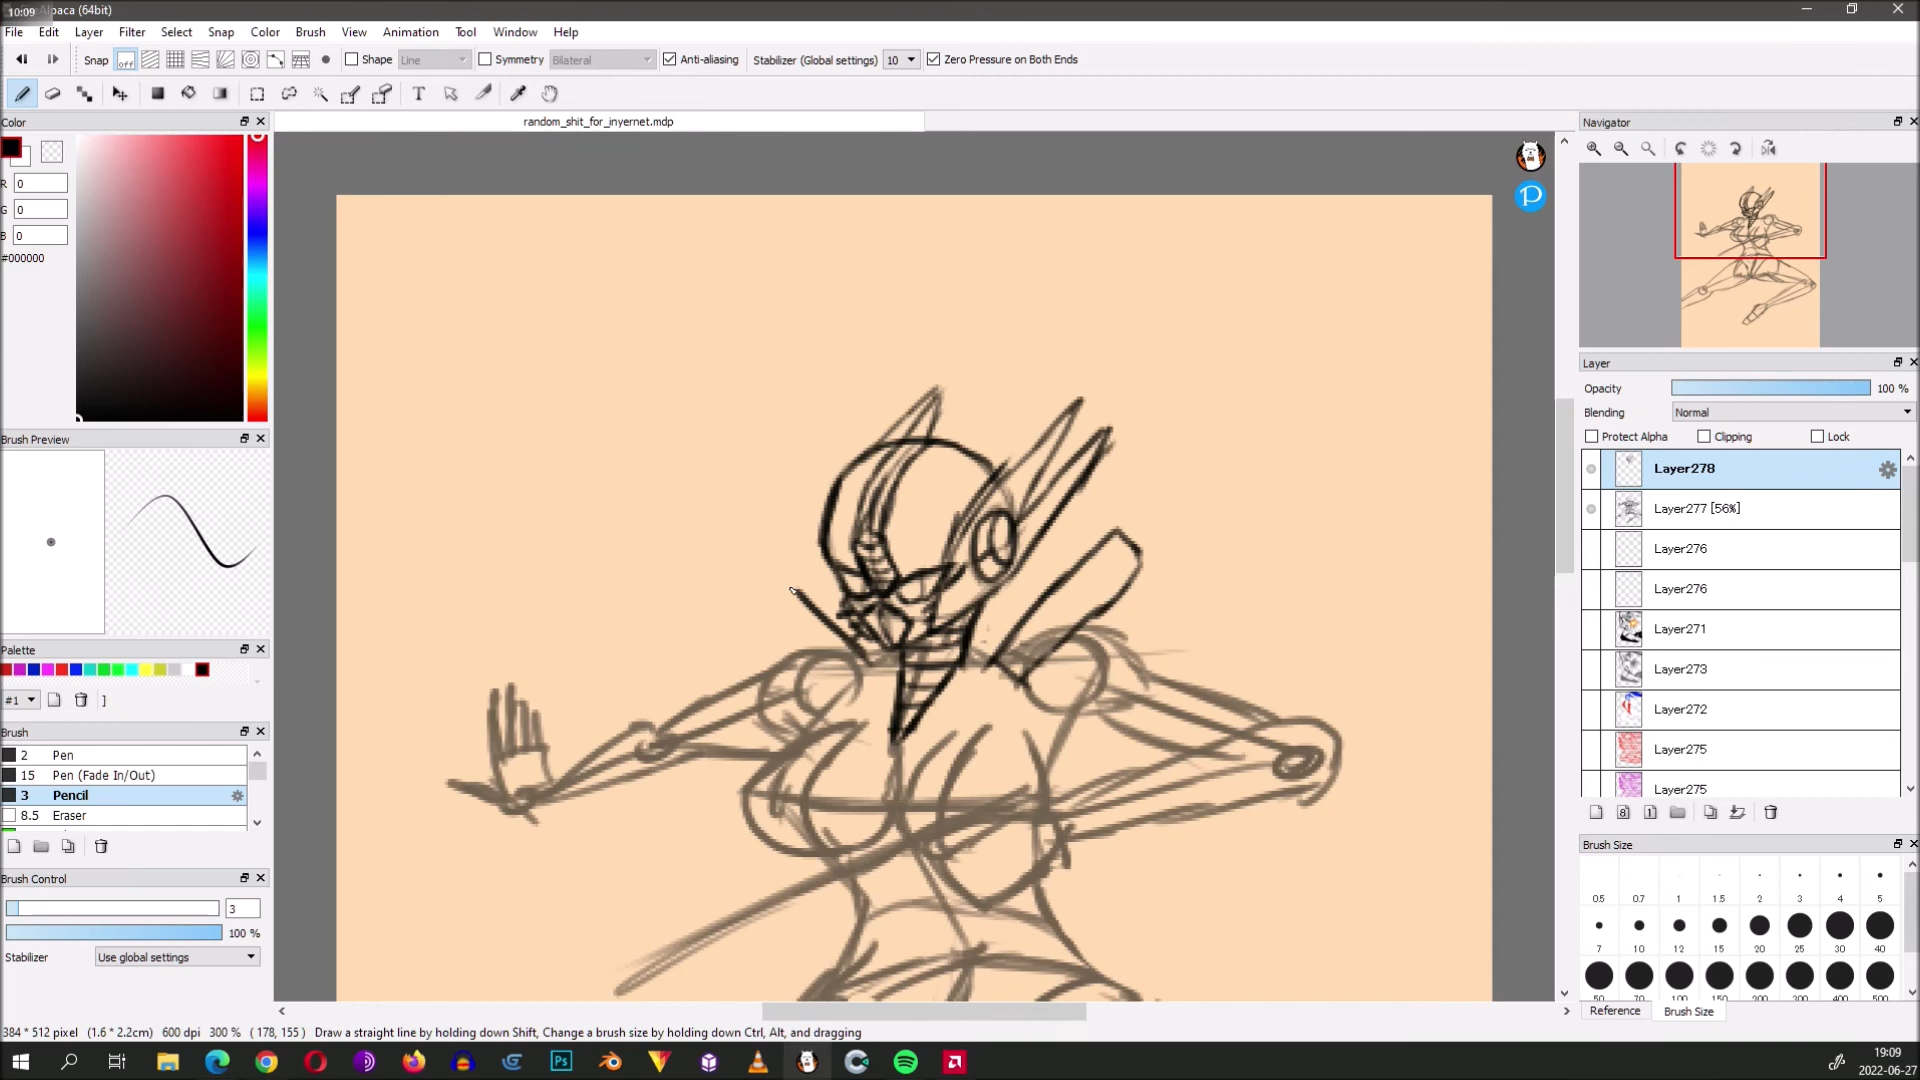 10:09
Alpaca (64bit)
File Edit Layer Filter Select Snap Color Brush View Animation Tool Window Help
Snap off Shape Line Symmetry Bilateral Anti-aliasing Stabilizer (Global settings) 10 Zero Pressure on Both Ends
T
Color
random_shit_for_inyernet.mdp
Navigator
R 0
G 0
B 0
#000000
P
Layer
Opacity 100 %
Blending Normal
Protect Alpha Clipping Lock
Brush Preview
Layer278
Layer277 [56%]
Layer276
Layer276
Layer271
Layer273
Layer272
Layer275
Layer275
Palette
#1 ]
Brush
2 Pen
15 Pen (Fade In/Out)
3 Pencil
8.5 Eraser
8 1
Brush Size
0.5 0.7 1 1.5 2 3 4 5
7 10 12 15 20 25 30 40
50 70 100 150 200 300 400 500
Brush Control
3
100 %
Stabilizer Use global settings
Reference Brush Size
384 * 512 pixel (1.6 * 2.2cm) 600 dpi 300 % ( 178, 155 ) Draw a straight line by holding down Shift, Change a brush size by holding down Ctrl, Alt, and dragging
Ps
19:09
2022-06-27